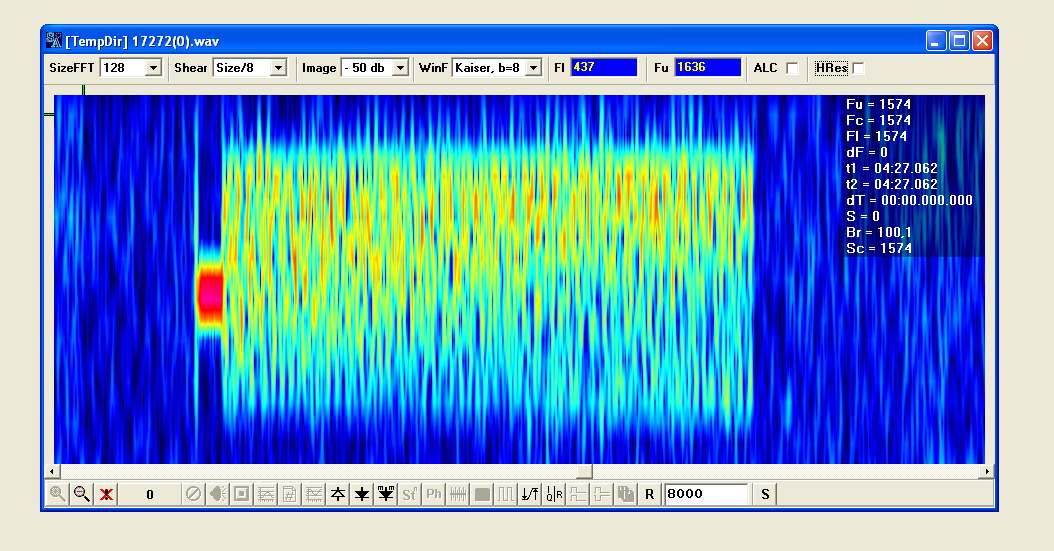 [TempDir] 17272(0).wav
SizeFFT 128 Shear Size/8 Image - 50 db WinF Kaiser, b=8 Fl 437 Fu 1636 ALC HRes
Fu = 1574
Fc = 1574
Fl = 1574
dF = 0
t1 = 04:27.062
t2 = 04:27.062
dT = 00:00.000.000
S = 0
Br = 100,1
Sc = 1574
0 Sf Ph R 8000 S